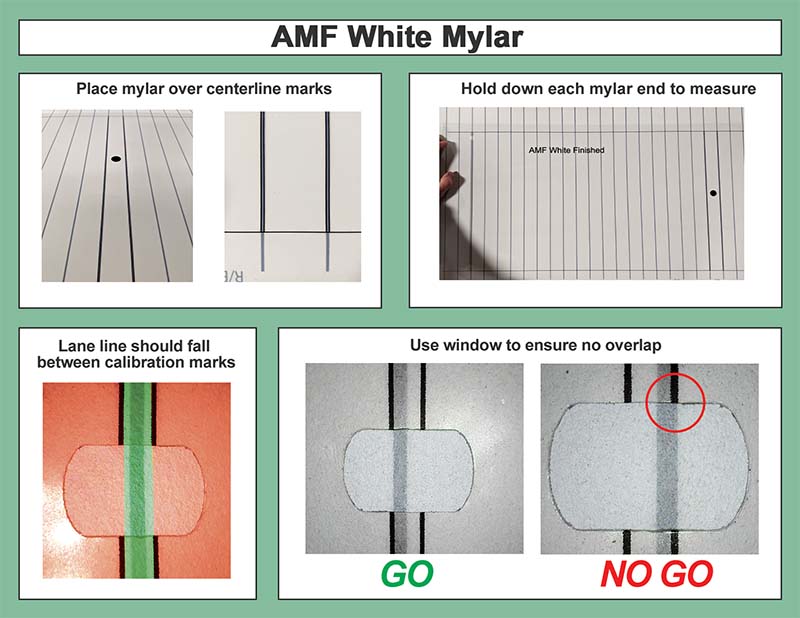 AMF White Mylar
Place mylar over centerline marks
Hold down each mylar end to measure
AMF White Finished
Lane line should fall
between calibration marks
Use window to ensure no overlap
GO
NO GO